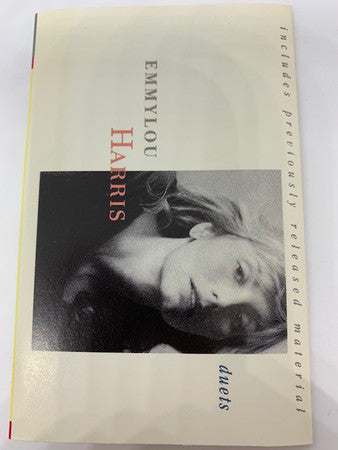 includes previously released material
EMMYLOU
HARRIS
duets